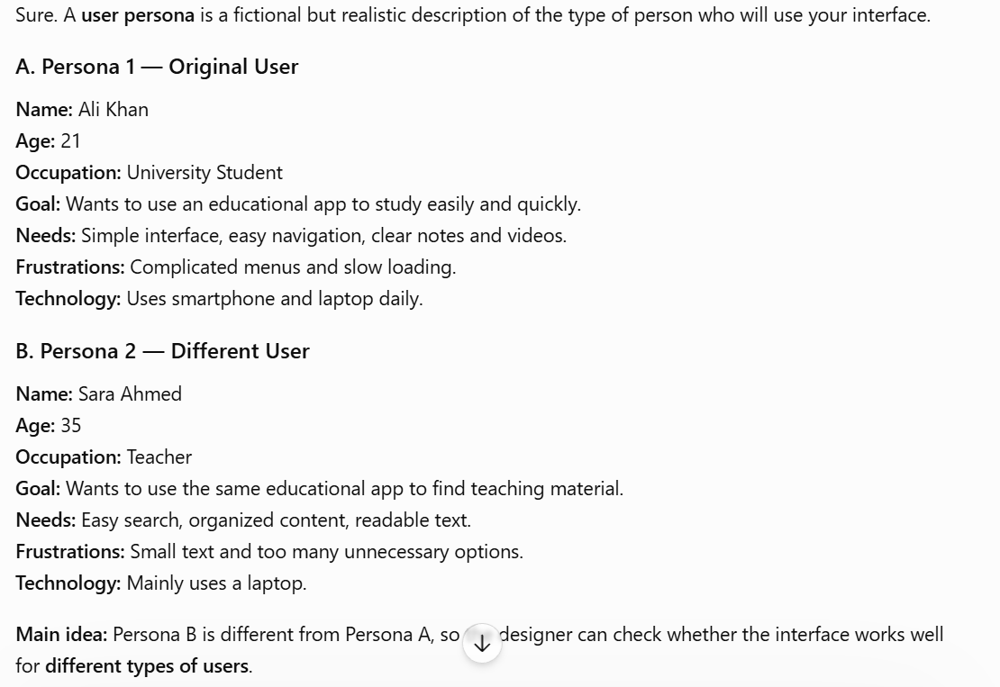 Sure. A user persona is a fictional but realistic description of the type of person who will use your interface.
A. Persona 1 — Original User
Name: Ali Khan
Age: 21
Occupation: University Student
Goal: Wants to use an educational app to study easily and quickly.
Needs: Simple interface, easy navigation, clear notes and videos.
Frustrations: Complicated menus and slow loading.
Technology: Uses smartphone and laptop daily.
B. Persona 2 — Different User
Name: Sara Ahmed
Age: 35
Occupation: Teacher
Goal: Wants to use the same educational app to find teaching material.
Needs: Easy search, organized content, readable text.
Frustrations: Small text and too many unnecessary options.
Technology: Mainly uses a laptop.
Main idea: Persona B is different from Persona A, so designer can check whether the interface works well
for different types of users.